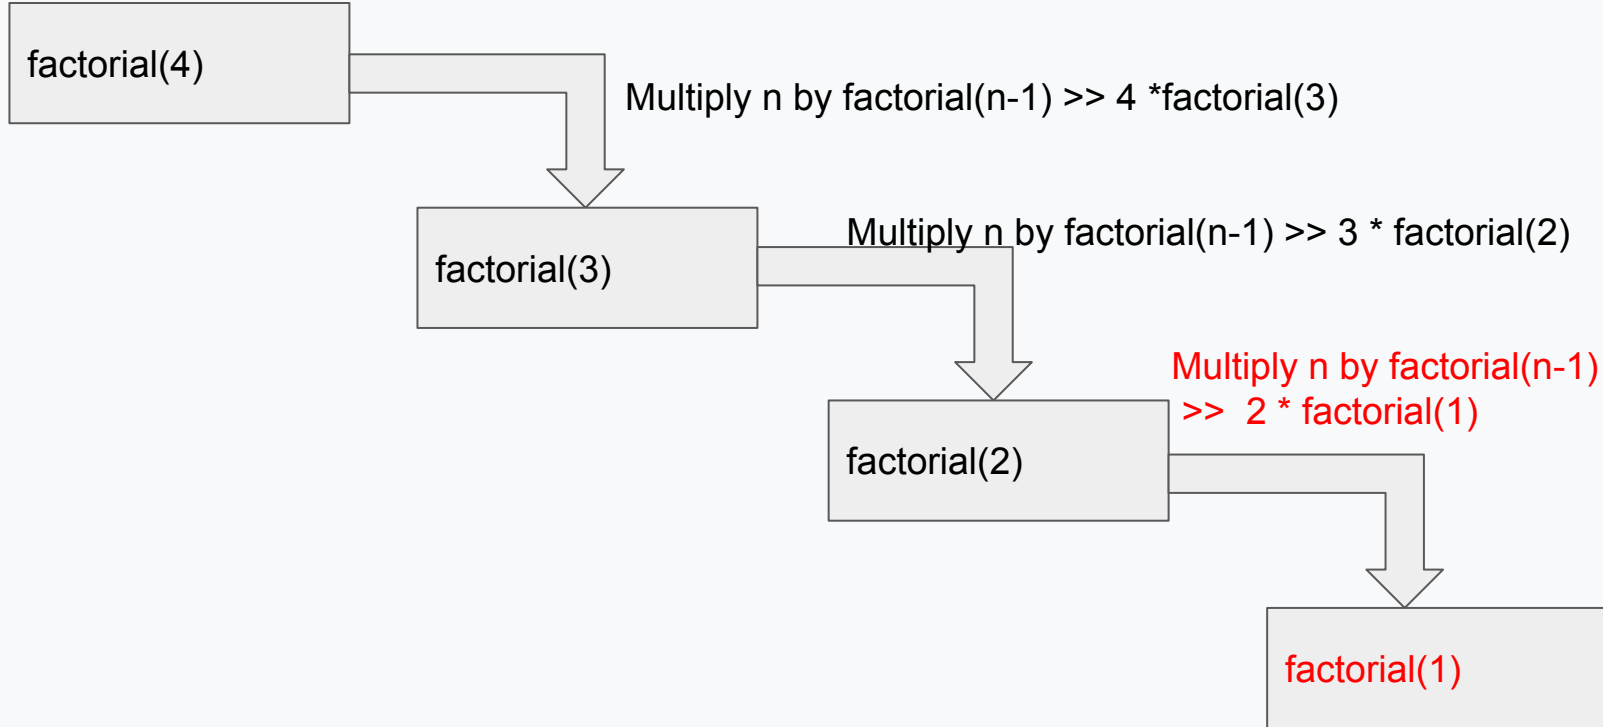 factorial(4)
Multiply n by factorial(n-1) >> 4 *factorial(3)
Multiply n by factorial(n-1) >> 3 * factorial(2)
factorial(3)
Multiply n by factorial(n-1)
>> 2 * factorial(1)
factorial(2)
factorial(1)